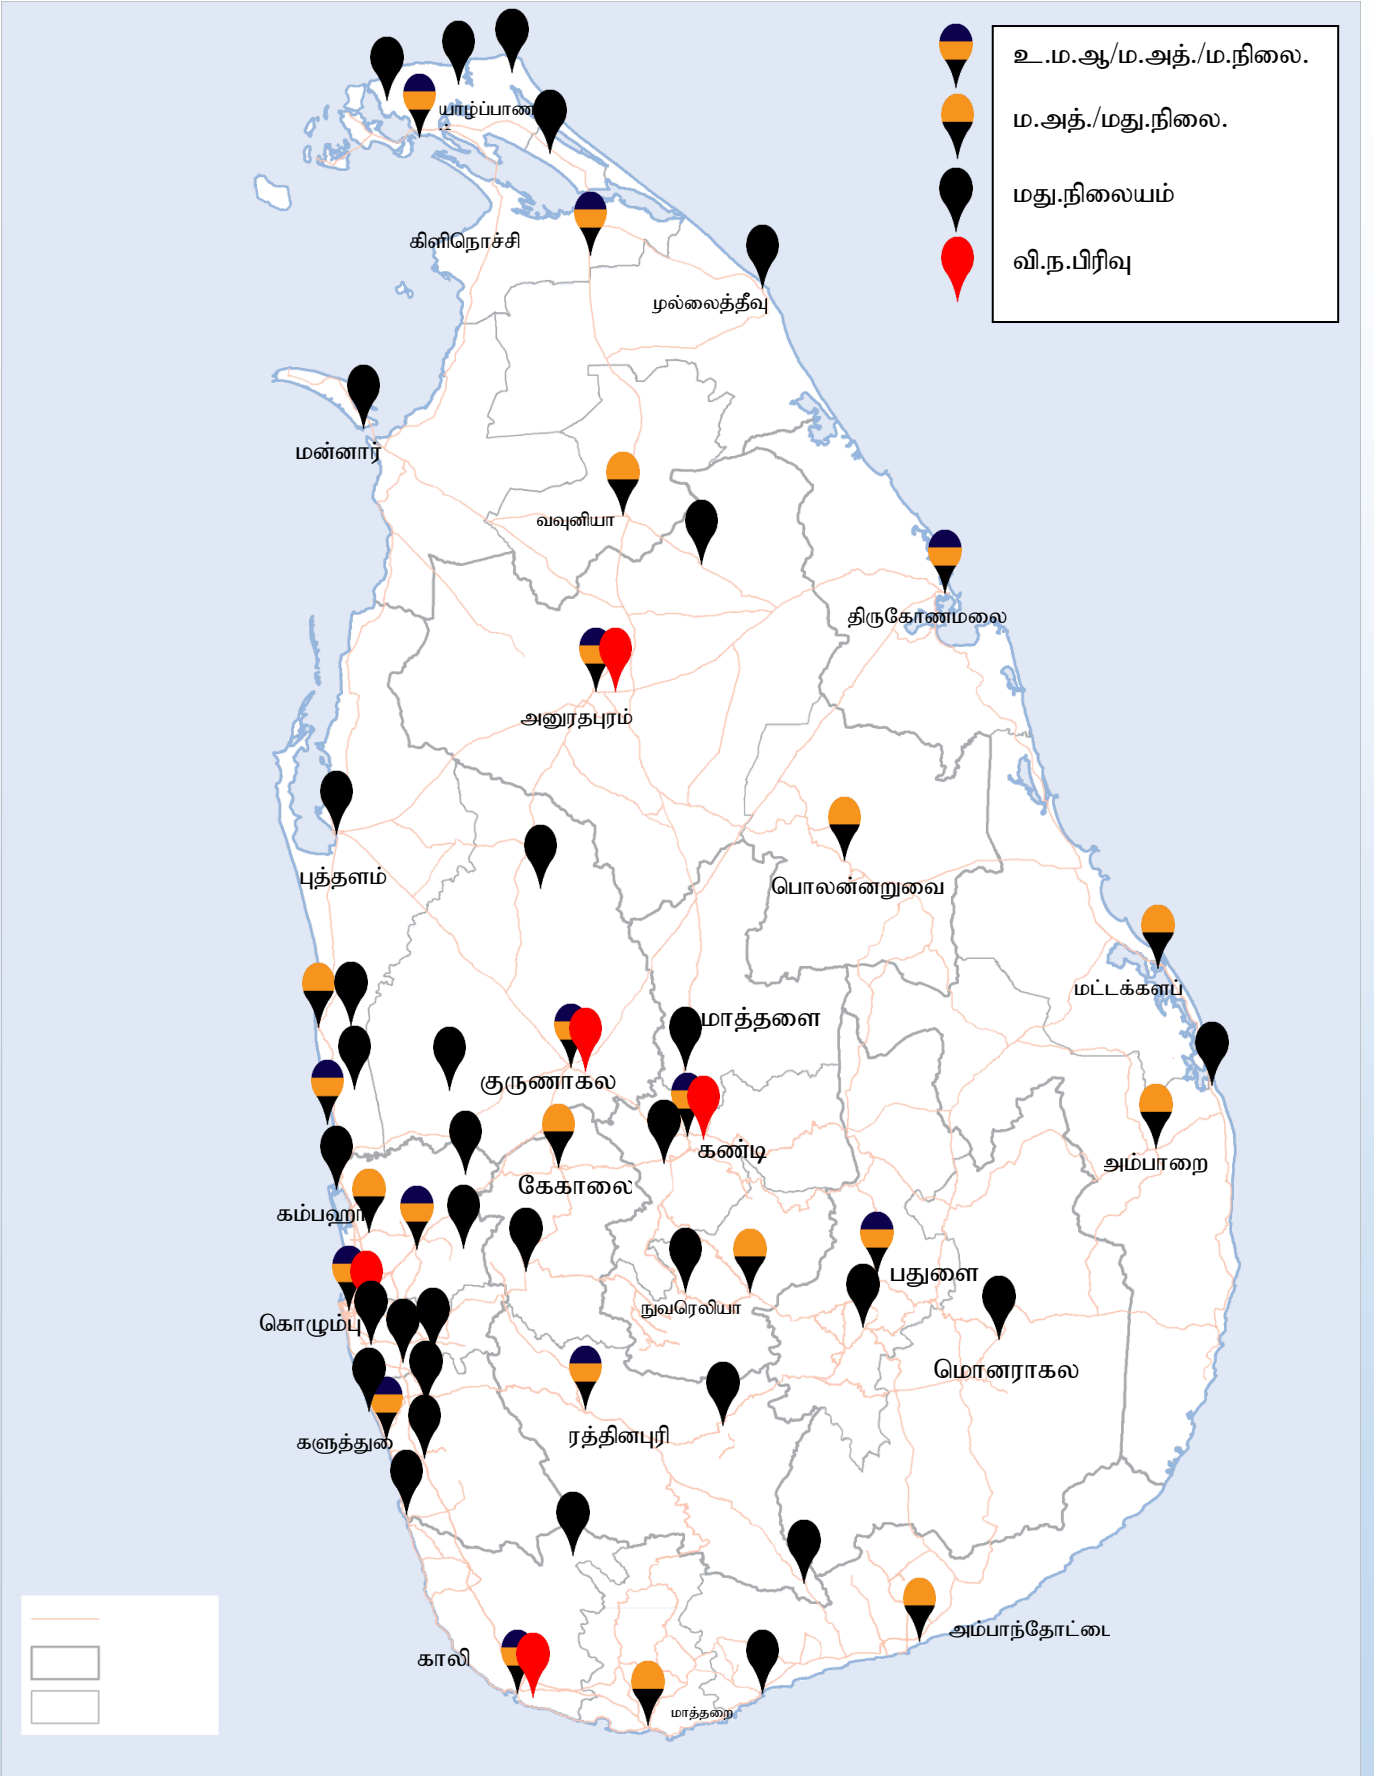 உ.ம.ஆ/ம.அத்./ம.நிலை.
ம.அத்./மது.நிலை.
மது.நிலையம்
வி.ந.பிரிவு
கிளிநொச்சி
முல்லைத்தீவு
மன்னார்
வவுனியா
திருகோணமலை
அனுரதபுரம்
புத்தளம்
பொலன்னறுவை
மட்டக்களப்
மாத்தளை
குருணாகல
கண்டி
அம்பாறை
கேகாலை
கம்பஹா
பதுளை
நுவரெலியா
கொழும்பு
மொனராகல
ரத்தினபுரி
களுத்துறை
அம்பாந்தோட்டை
காலி
மாத்தறை